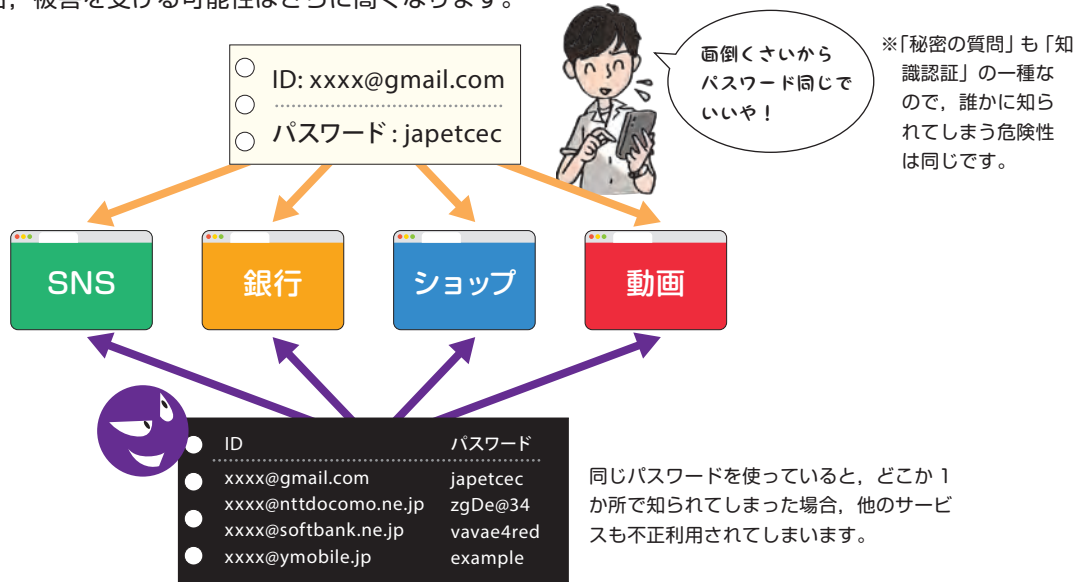 合，被害を受ける可能性はさらに高くなります。
ID: xxxx@gmail.com
パスワード : japetcec
面倒くさいから
パスワード同じで
いいや！
※「秘密の質問」も「知
識認証」の一種な
ので，誰かに知ら
れてしまう危険性
は同じです。
SNS
銀行
ショップ
動画
ID パスワード
xxxx@gmail.com japetcec
xxxx@nttdocomo.ne.jp zgDe@34
xxxx@softbank.ne.jp vavae4red
xxxx@ymobile.jp example
同じパスワードを使っていると，どこか 1
か所で知られてしまった場合，他のサービ
スも不正利用されてしまいます。